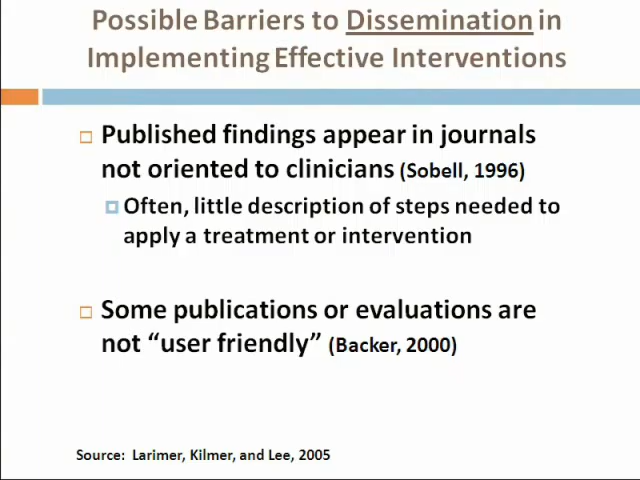 Possible Barriers to Dissemination in
Implementing Effective Interventions
Published findings appear in journals
not oriented to clinicians (Sobell, 1996)
Often, little description of steps needed to
apply a treatment or intervention
Some publications or evaluations are
not “user friendly” (Backer, 2000)
Source: Larimer, Kilmer, and Lee, 2005